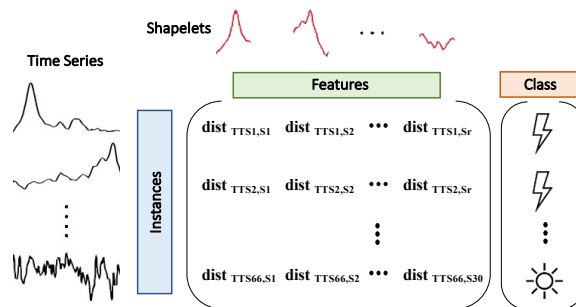 Shapelets
Time Series
Features
Class
Instances
dist TTS1,S1 dist TTS1,S2 ••• dist TTS1,Sr
dist TTS2,S1 dist TTS2,S2 ••• dist TTS2,Sr
dist TTS66,S1 dist TTS66,S2 ••• dist TTS66,S30